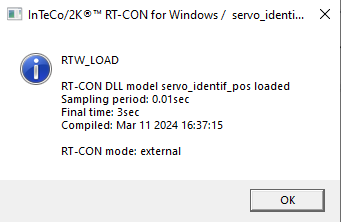 InTeCo/2K®™ RT-CON for Windows / servo_identif...
RTW_LOAD
RT-CON DLL model servo_identif_pos loaded
Sampling period: 0.01sec
Final time: 3sec
Compiled: Mar 11 2024 16:37:15
RT-CON mode: external
OK